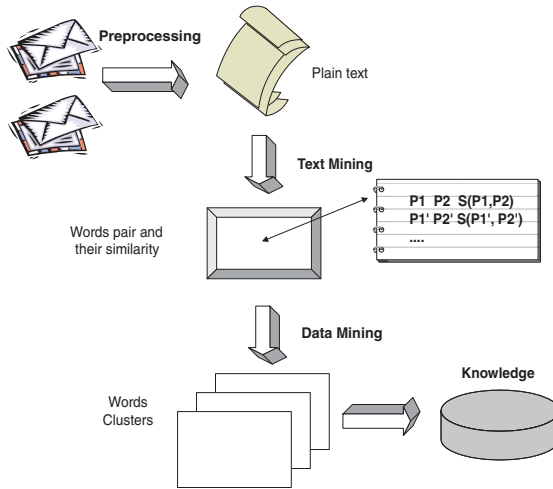 Preprocessing
Plain text
Text Mining
Words pair and
their similarity
P1 P2 S(P1,P2)
P1' P2' S(P1', P2')
....
Data Mining
Words
Clusters
Knowledge